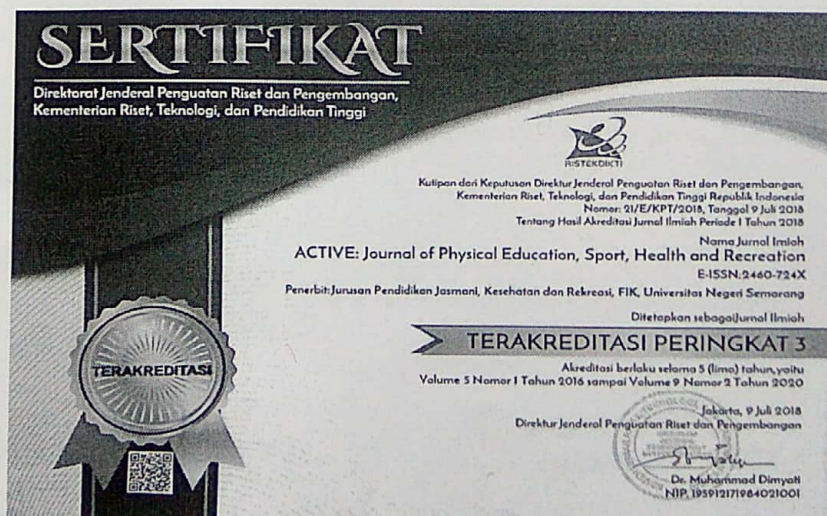 SERTIFIKAT
Direktorat Jenderal Penguatan Riset dan Pengembangan,
Kementerian Riset, Teknologi, dan Pendidikan Tinggi
RISTEKDIKTI
Kutipan dari Keputusan Direktur Jenderal Penguatan Riset dan Pengembangan,
Kementerian Riset, Teknologi, dan Pendidikan Tinggi Republik Indonesia
Nomor: 21/E/KPT/2018, Tanggal 9 Juli 2018
Tentang Hasil Akreditasi Jurnal Ilmiah Periode I Tahun 2018
Nama Jurnal Imiah
ACTIVE: Journal of Physical Education, Sport, Health and Recreation
E-ISSN: 2460-724X
Penerbit: Jurusan Pendidikan Jasmani, Kesehatan dan Rekreasi, FIK, Universitas Negeri Semarang
Ditetapkan sebagai Jurnal Ilmiah
TERAKREDITASI PERINGKAT 3
TERAKREDITASI
Akreditasi berlaku selama 5 (lima) tahun, yaitu
Volume 5 Nomor 1 Tahun 2016 sampai Volume 9 Nomor 2 Tahun 2020
Jakarta, 9 Juli 2018
Direktur Jenderal Penguatan Riset dan Pengembangan
Dr. Muhammad Dimyati
NIP. 195912171984021001